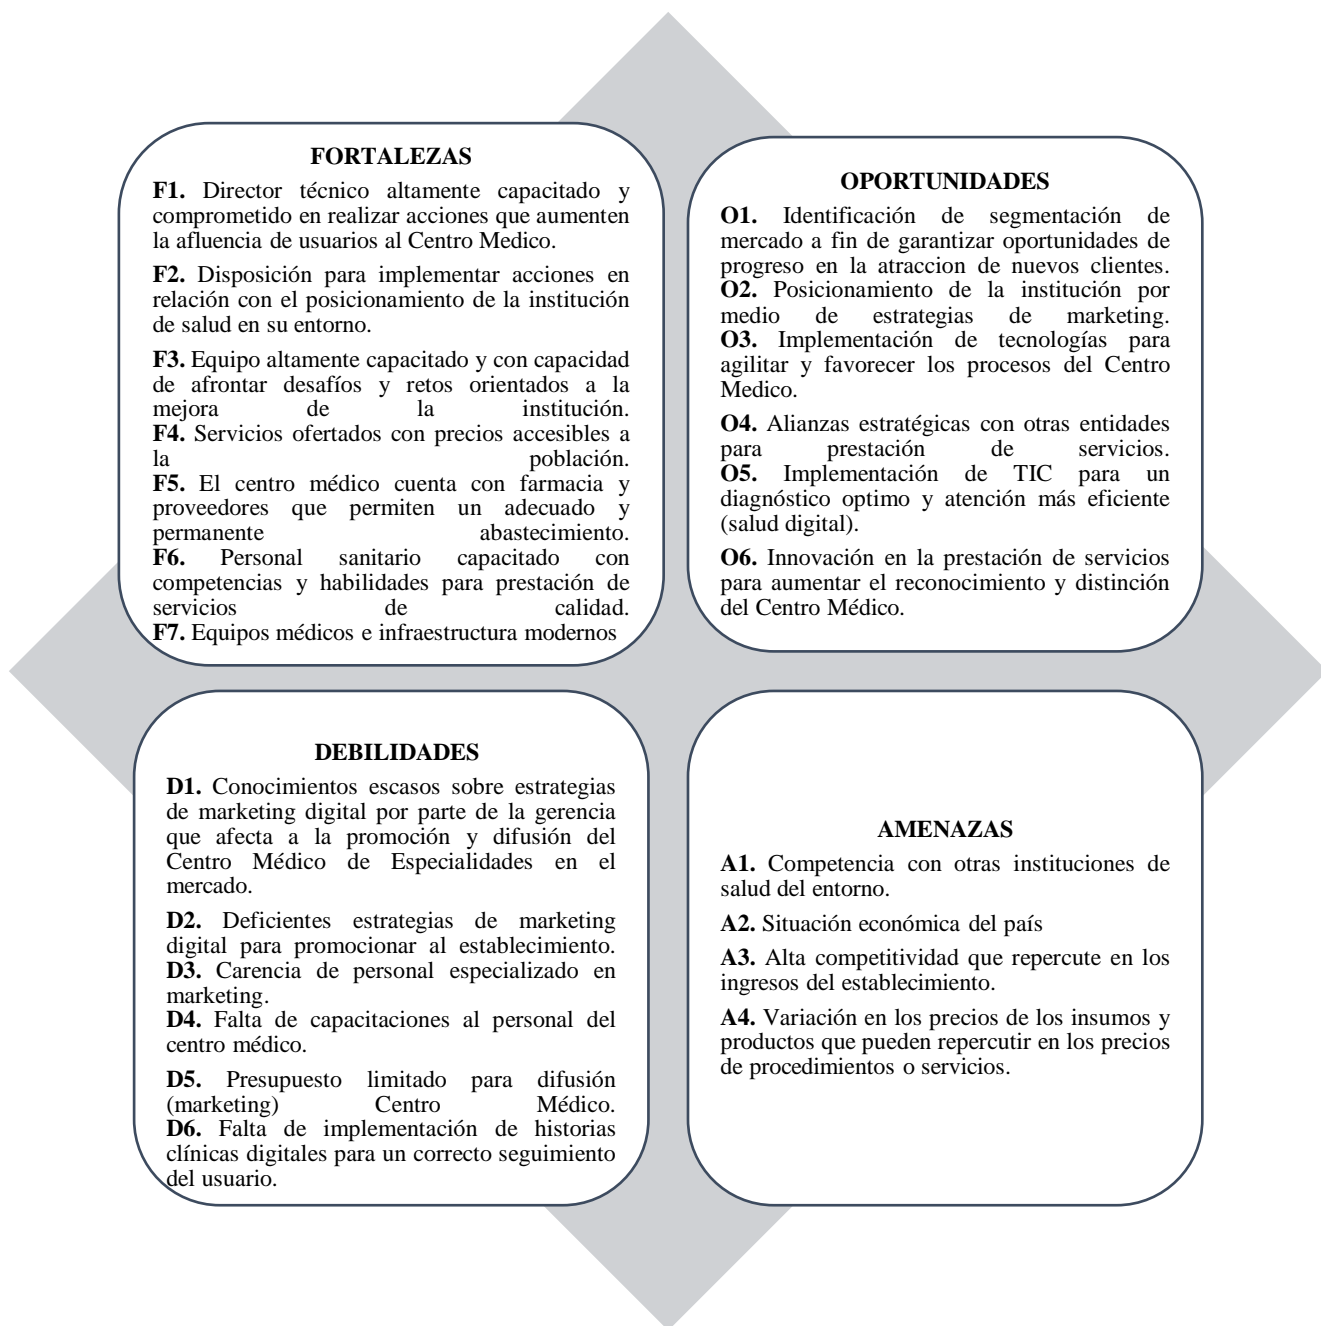 FORTALEZAS
F1. Director técnico altamente capacitado y
comprometido en realizar acciones que aumenten
la afluencia de usuarios al Centro Medico.
F2. Disposición para implementar acciones en
relación con el posicionamiento de la institución
de salud en su entorno.
F3. Equipo altamente capacitado y con capacidad
de afrontar desafíos y retos orientados a la
mejora de la institución.
F4. Servicios ofertados con precios accesibles a
la población.
F5. El centro médico cuenta con farmacia y
proveedores que permiten un adecuado y
permanente abastecimiento.
F6. Personal sanitario capacitado con
competencias y habilidades para prestación de
servicios de calidad.
F7. Equipos médicos e infraestructura modernos
OPORTUNIDADES
O1. Identificación de segmentación de
mercado a fin de garantizar oportunidades de
progreso en la atraccion de nuevos clientes.
O2. Posicionamiento de la institución por
medio de estrategias de marketing.
O3. Implementación de tecnologías para
agilitar y favorecer los procesos del Centro
Medico.
O4. Alianzas estratégicas con otras entidades
para prestación de servicios.
O5. Implementación de TIC para un
diagnóstico optimo y atención más eficiente
(salud digital).
O6. Innovación en la prestación de servicios
para aumentar el reconocimiento y distinción
del Centro Médico.
DEBILIDADES
D1. Conocimientos escasos sobre estrategias
de marketing digital por parte de la gerencia
que afecta a la promoción y difusión del
Centro Médico de Especialidades en el
mercado.
D2. Deficientes estrategias de marketing
digital para promocionar al establecimiento.
D3. Carencia de personal especializado en
marketing.
D4. Falta de capacitaciones al personal del
centro médico.
D5. Presupuesto limitado para difusión
(marketing) Centro Médico.
D6. Falta de implementación de historias
clínicas digitales para un correcto seguimiento
del usuario.
AMENAZAS
A1. Competencia con otras instituciones de
salud del entorno.
A2. Situación económica del país
A3. Alta competitividad que repercute en los
ingresos del establecimiento.
A4. Variación en los precios de los insumos y
productos que pueden repercutir en los precios
de procedimientos o servicios.